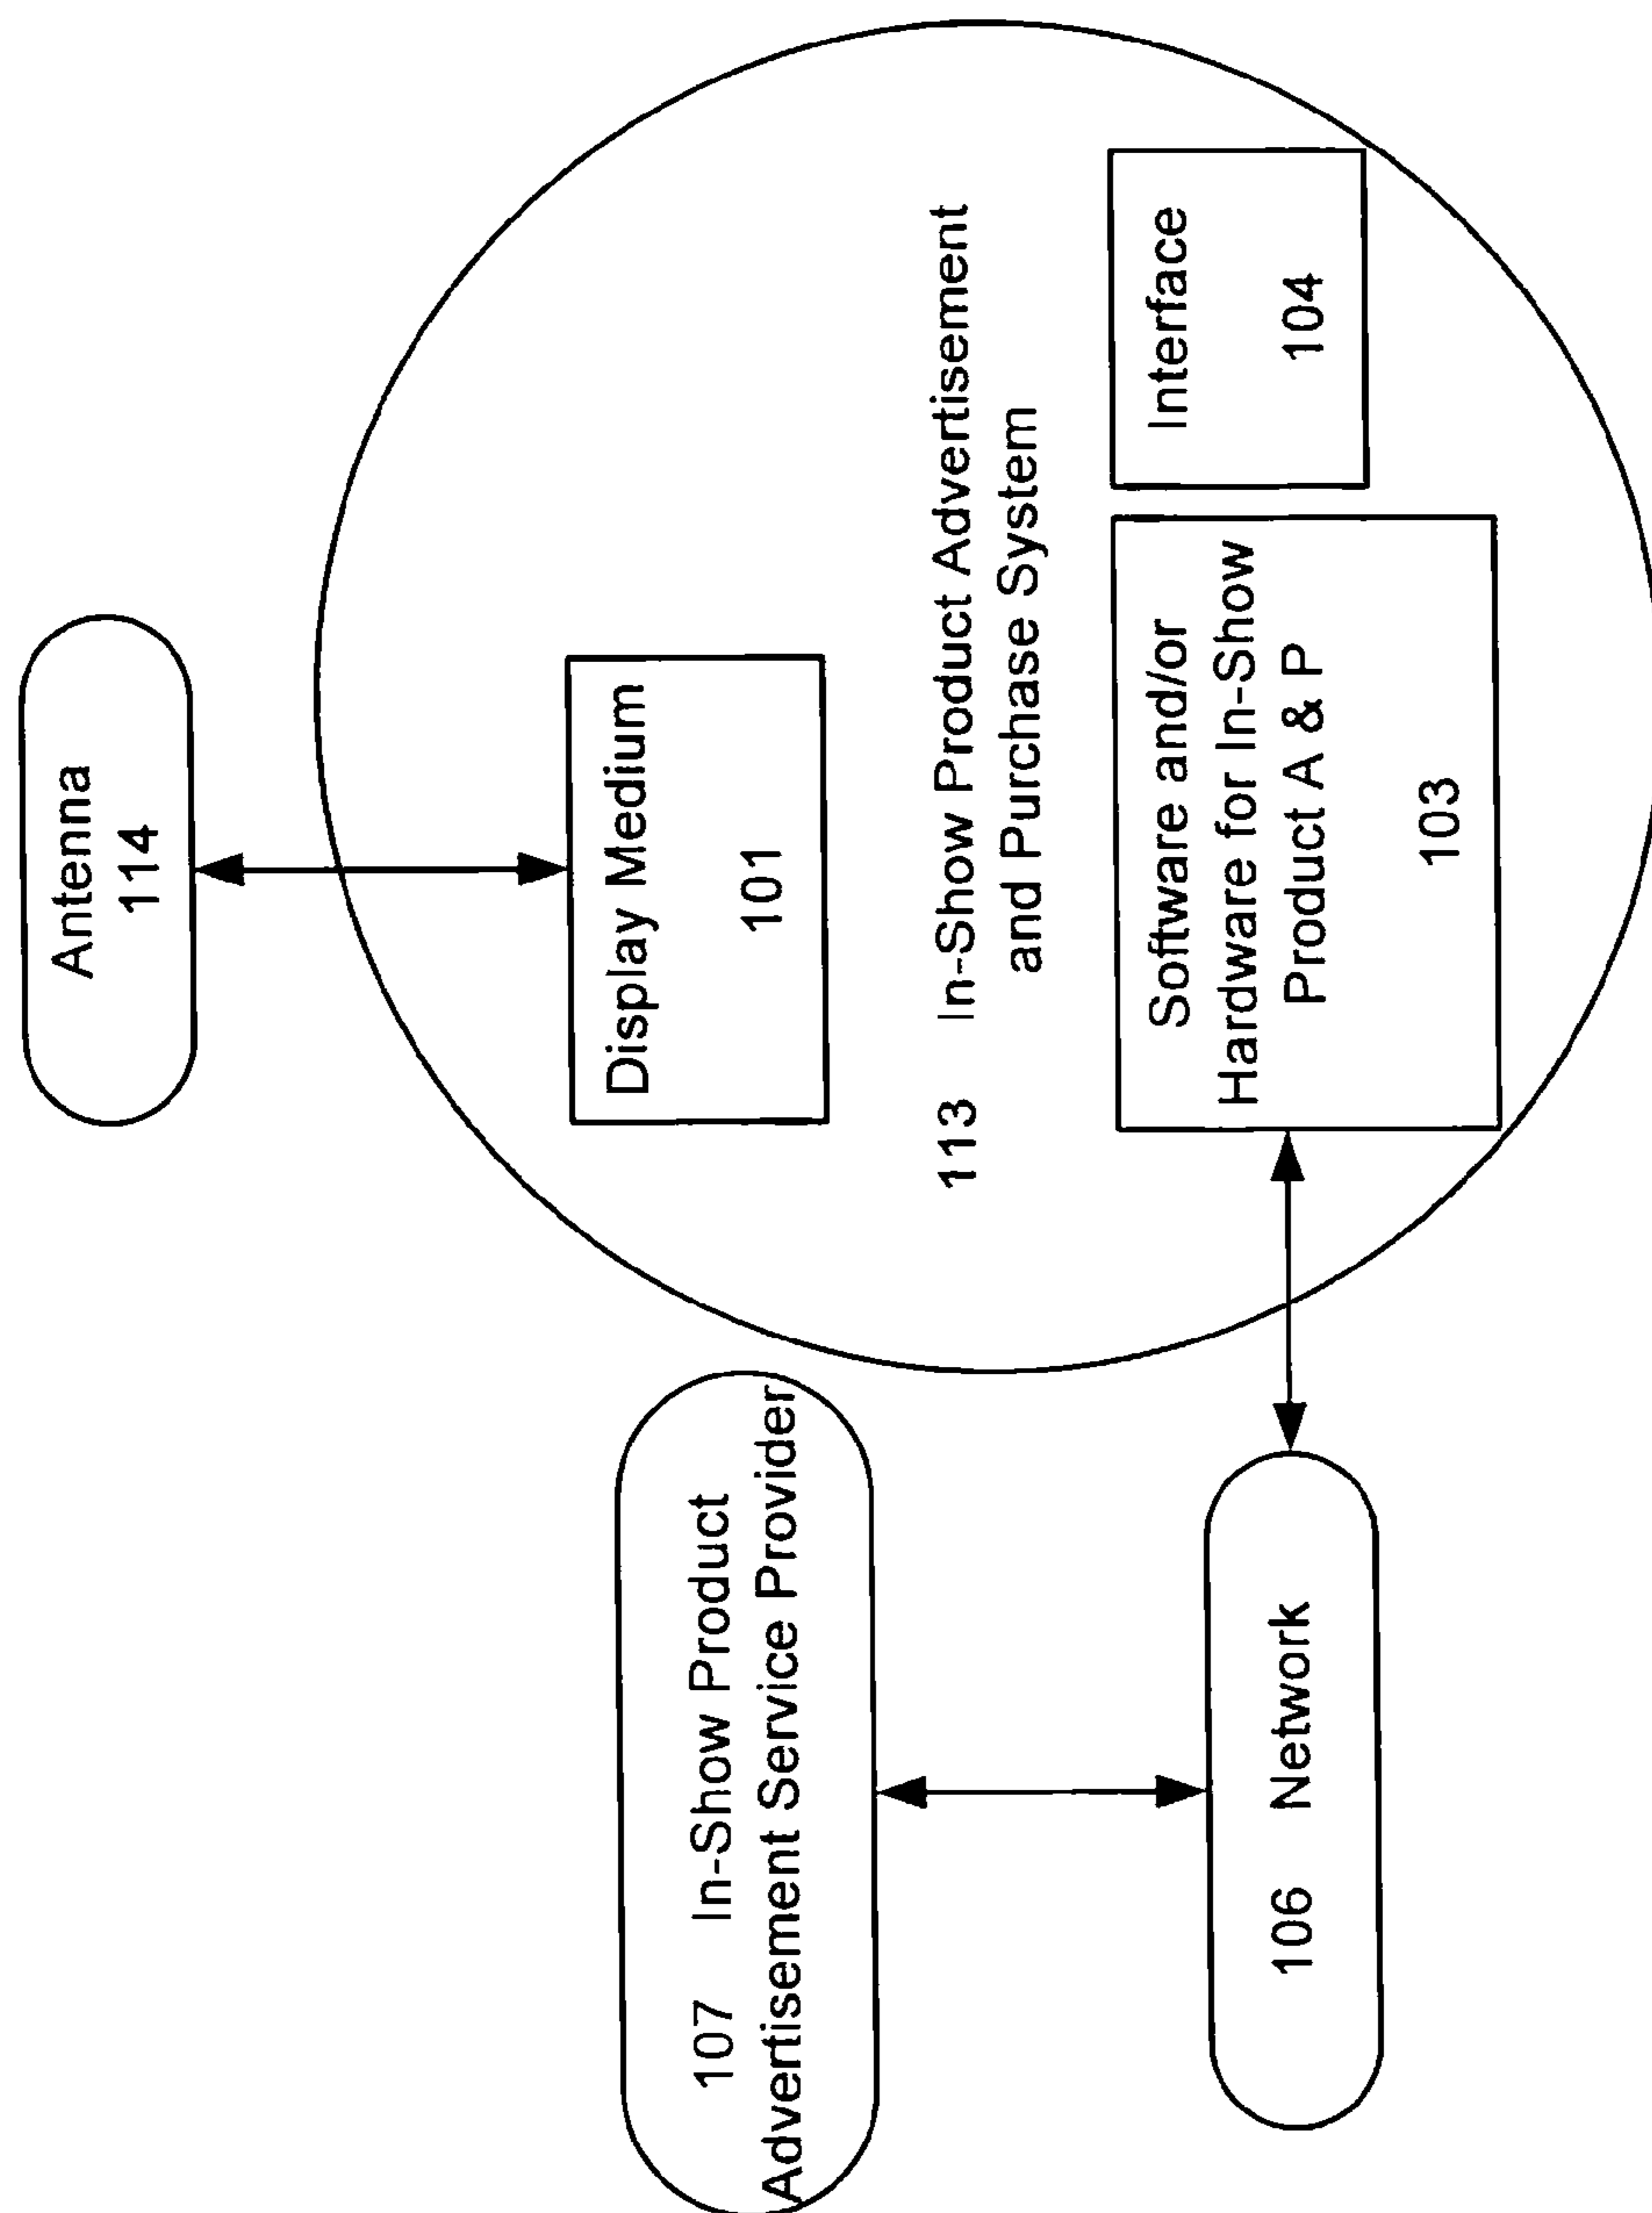 Antenna
114
Display Medium
101
113 In-Show Product Advertisement
and Purchase System
Software and/or
Hardware for In-Show
Product A & P
103
Interface
104
107 In-Show Product
Advertisement Service Provider
106 Network